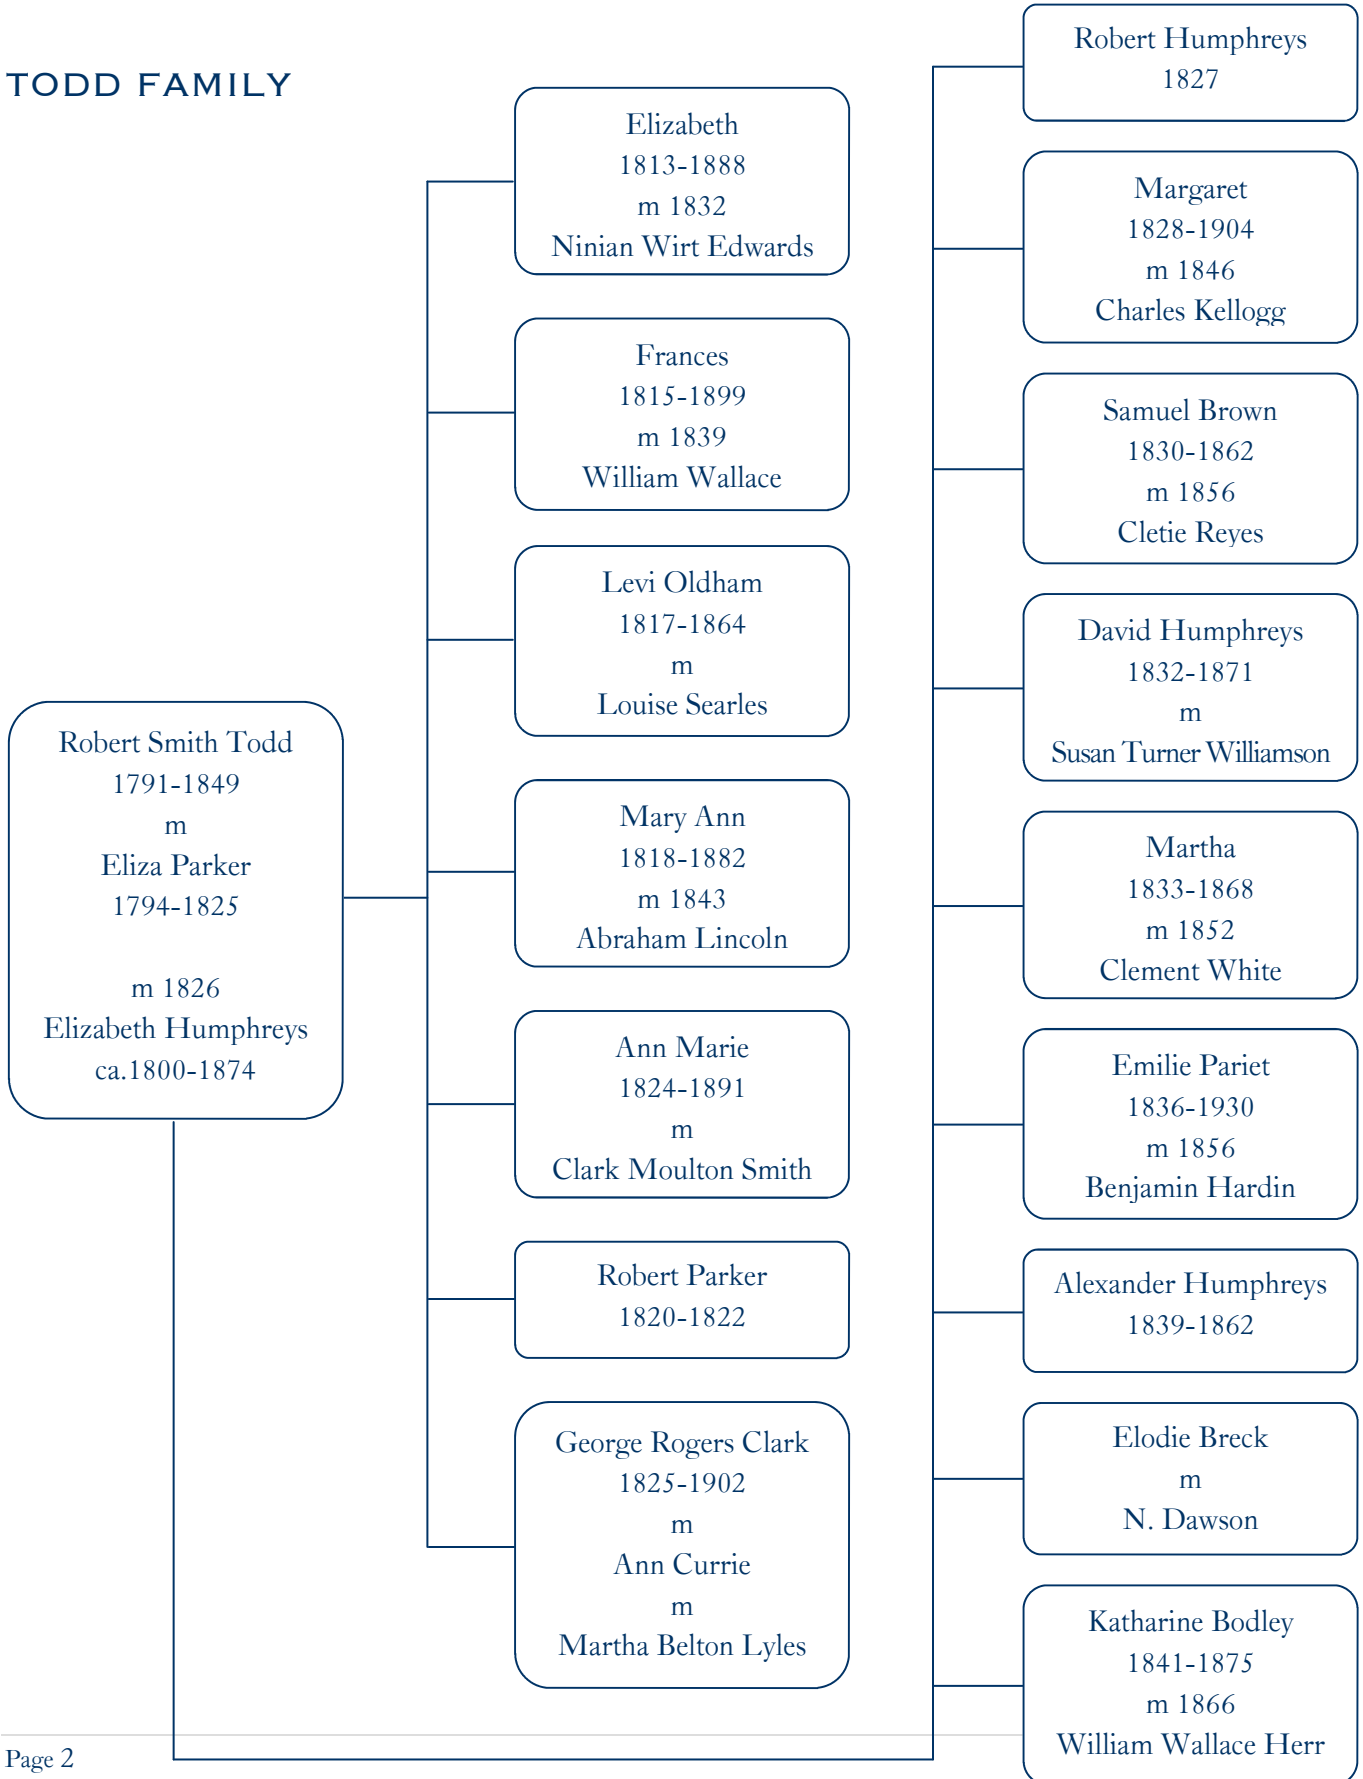 TODD FAMILY
Robert Smith Todd
1791-1849
m
Eliza Parker
1794-1825
m 1826
Elizabeth Humphreys
ca.1800-1874
Elizabeth
1813-1888
m 1832
Ninian Wirt Edwards
Frances
1815-1899
m 1839
William Wallace
Levi Oldham
1817-1864
m
Louise Searles
Mary Ann
1818-1882
m 1843
Abraham Lincoln
Ann Marie
1824-1891
m
Clark Moulton Smith
Robert Parker
1820-1822
George Rogers Clark
1825-1902
m
Ann Currie
m
Martha Belton Lyles
Robert Humphreys
1827
Margaret
1828-1904
m 1846
Charles Kellogg
Samuel Brown
1830-1862
m 1856
Cletie Reyes
David Humphreys
1832-1871
m
Susan Turner Williamson
Martha
1833-1868
m 1852
Clement White
Emilie Pariet
1836-1930
m 1856
Benjamin Hardin
Alexander Humphreys
1839-1862
Elodie Breck
m
N. Dawson
Katharine Bodley
1841-1875
m 1866
William Wallace Herr
Page 2